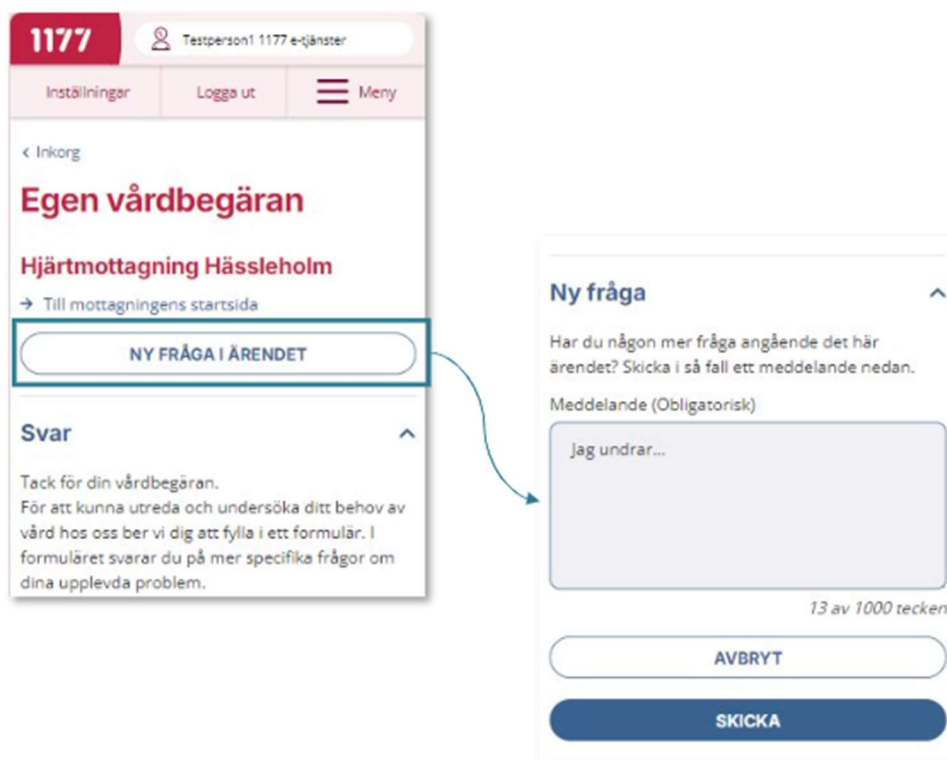 1177
Testperson1 1177 e-tjänster
Inställningar
Logga ut
Meny
‹ Inkorg
Egen vårdbegäran
Hjärtmottagning Hässleholm
→ Till mottagningens startsida
NY FRÅGA I ÄRENDET
Svar
Tack för din vårdbegäran.
För att kunna utreda och undersöka ditt behov av
vård hos oss ber vi dig att fylla i ett formulär. I
formuläret svarar du på mer specifika frågor om
dina upplevda problem.
Ny fråga
Har du någon mer fråga angående det här
ärendet? Skicka i så fall ett meddelande nedan.
Meddelande (Obligatorisk)
Jag undrar...
13 av 1000 tecken
AVBRYT
SKICKA